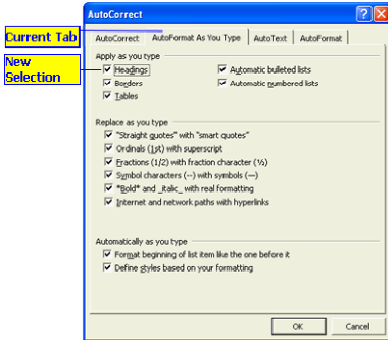 AutoCorrect
AutoCorrect AutoFormat As You Type AutoText AutoFormat
Current Tab
Apply as you type
New
Selection
Headings Automatic bulleted lists
Borders Automatic numbered lists
Tables
Replace as you type
"Straight quotes" with "smart quotes"
Ordinals (1st) with superscript
Fractions (1/2) with fraction character (½)
Symbol characters (--) with symbols (—)
*Bold* and _italic_ with real formatting
Internet and network paths with hyperlinks
Automatically as you type
Format beginning of list item like the one before it
Define styles based on your formatting
OK Cancel